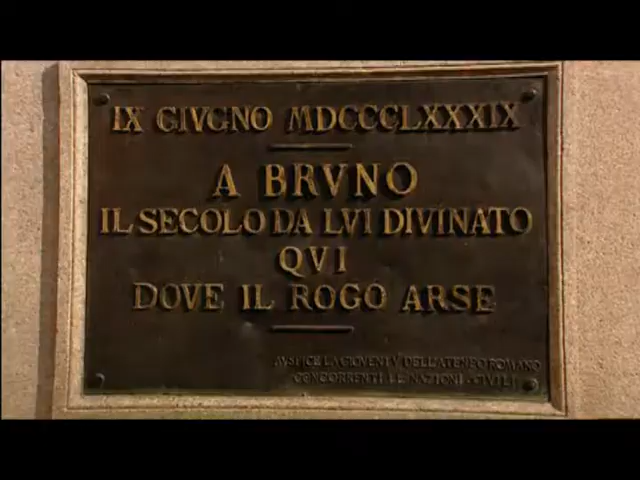 IX GIVGNO MDCCCLXXXIX
A BRVNO
IL SECOLO DA LVI DIVINATO
QVI
DOVE IL ROGO ARSE
AVSPICE LA GIOVENTV DELL'ATENEO ROMANO
CONCORRENTI LE NAZIONI CIVILI